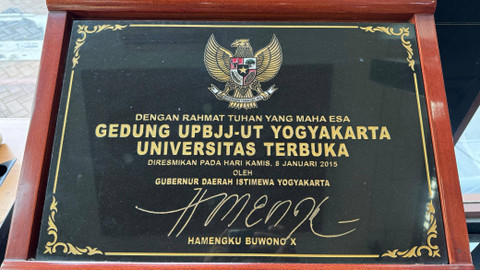 DENGAN RAHMAT TUHAN YANG MAHA ESA
GEDUNG UPBJJ-UT YOGYAKARTA
UNIVERSITAS TERBUKA
DIRESMIKAN PADA HARI KAMIS, 8 JANUARI 2015
OLEH
GUBERNUR DAERAH ISTIMEWA YOGYAKARTA
HAMENGKU BUWONO X